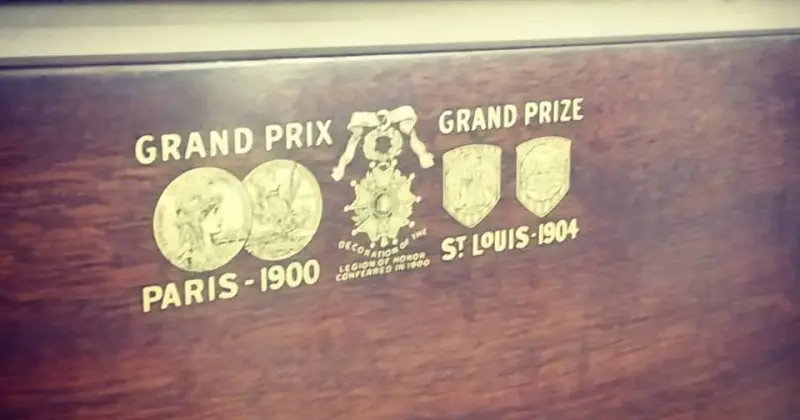 GRAND PRIX
PARIS - 1900
DECORATION OF THE
LEGION OF HONOR
CONFERRED IN 1900
GRAND PRIZE
ST. LOUIS - 1904